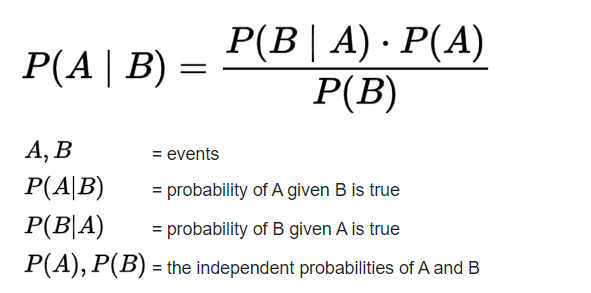 P(A | B) = P(B | A) · P(A) / P(B)
A, B = events
P(A|B) = probability of A given B is true
P(B|A) = probability of B given A is true
P(A), P(B) = the independent probabilities of A and B